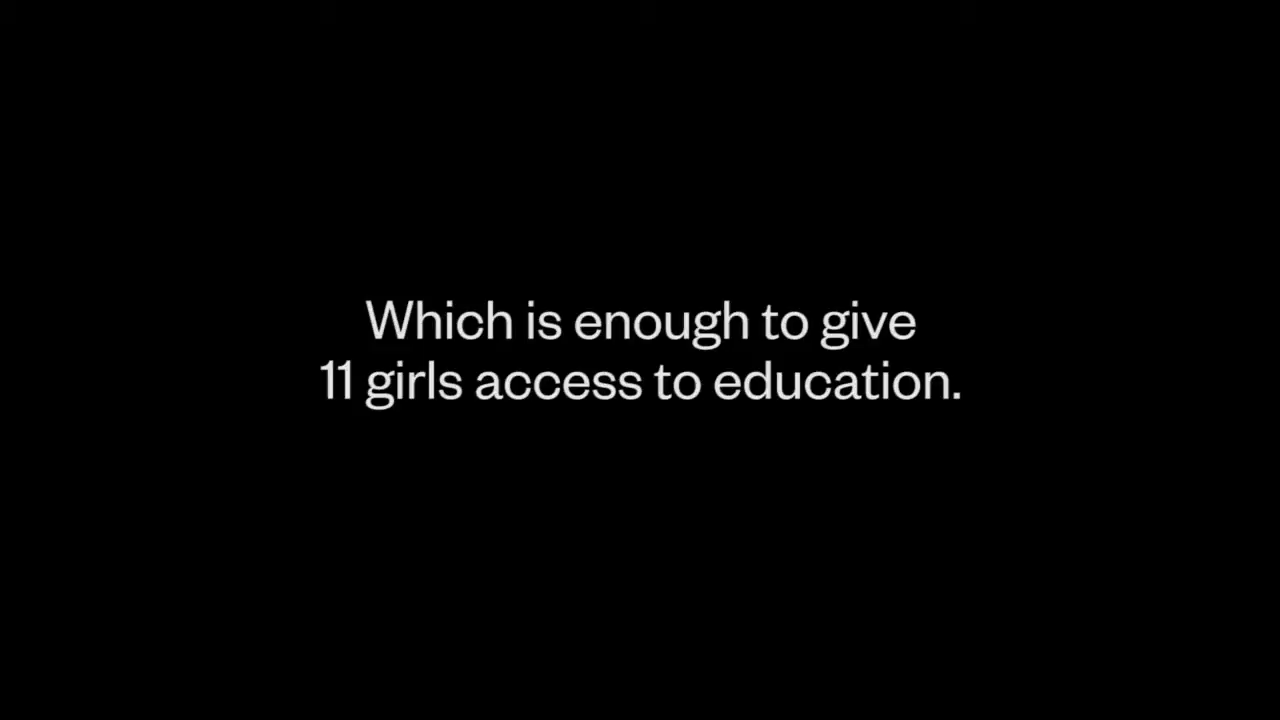 Which is enough to give
11 girls access to education.